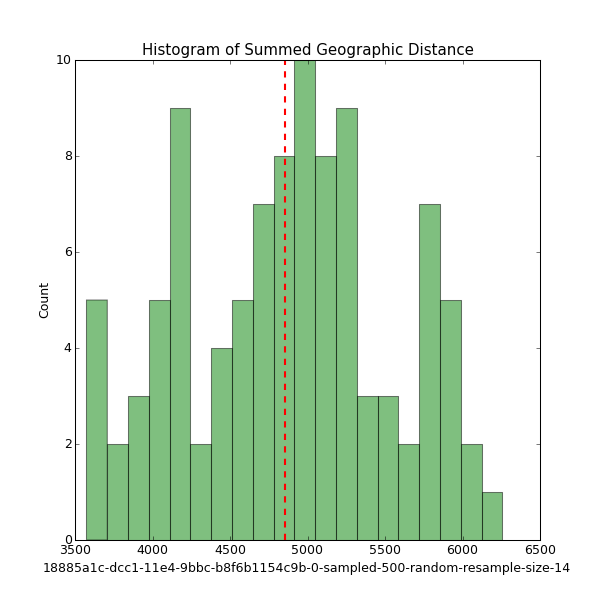 Histogram of Summed Geographic Distance
10
8
6
4
2
0
Count
3500 4000 4500 5000 5500 6000 6500
18885a1c-dcc1-11e4-9bbc-b8f6b1154c9b-0-sampled-500-random-resample-size-14